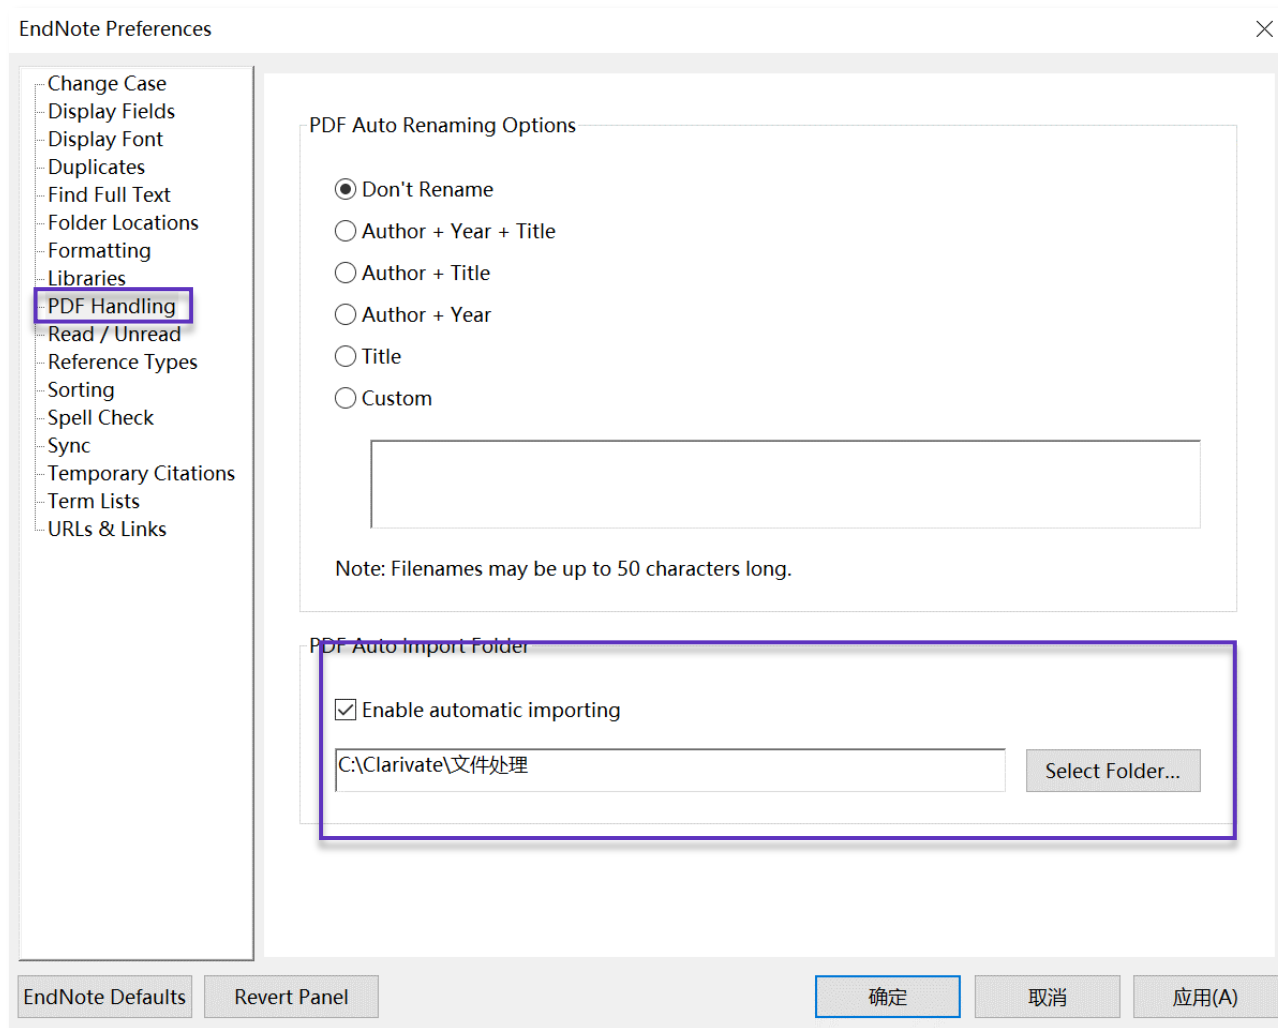 EndNote Preferences
Change Case
Display Fields
Display Font
Duplicates
Find Full Text
Folder Locations
Formatting
Libraries
PDF Handling
Read / Unread
Reference Types
Sorting
Spell Check
Sync
Temporary Citations
Term Lists
URLs & Links
PDF Auto Renaming Options
Don't Rename
Author + Year + Title
Author + Title
Author + Year
Title
Custom
Note: Filenames may be up to 50 characters long.
PDF Auto Import Folder
Enable automatic importing
C:\Clarivate\文件处理
Select Folder...
EndNote Defaults
Revert Panel
确定
取消
应用(A)